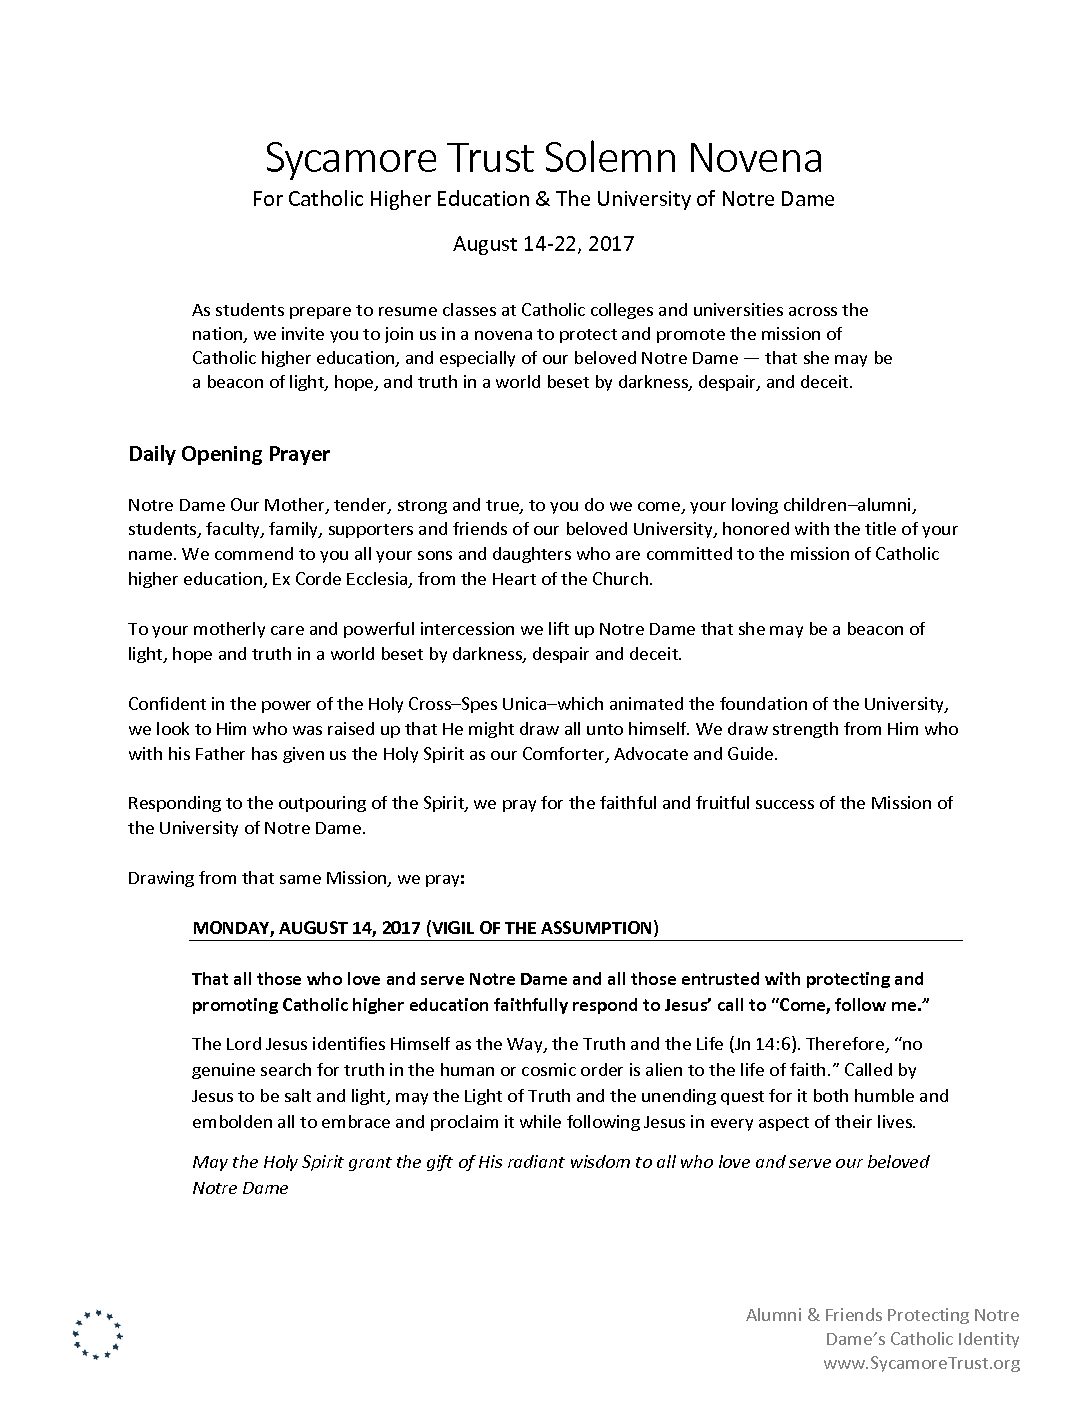 Sycamore Trust Solemn Novena
For Catholic Higher Education & The University of Notre Dame
August 14-22, 2017
As students prepare to resume classes at Catholic colleges and universities across the
nation, we invite you to join us in a novena to protect and promote the mission of
Catholic higher education, and especially of our beloved Notre Dame — that she may be
a beacon of light, hope, and truth in a world beset by darkness, despair, and deceit.
Daily Opening Prayer
Notre Dame Our Mother, tender, strong and true, to you do we come, your loving children–alumni,
students, faculty, family, supporters and friends of our beloved University, honored with the title of your
name. We commend to you all your sons and daughters who are committed to the mission of Catholic
higher education, Ex Corde Ecclesia, from the Heart of the Church.
To your motherly care and powerful intercession we lift up Notre Dame that she may be a beacon of
light, hope and truth in a world beset by darkness, despair and deceit.
Confident in the power of the Holy Cross–Spes Unica–which animated the foundation of the University,
we look to Him who was raised up that He might draw all unto himself. We draw strength from Him who
with his Father has given us the Holy Spirit as our Comforter, Advocate and Guide.
Responding to the outpouring of the Spirit, we pray for the faithful and fruitful success of the Mission of
the University of Notre Dame.
Drawing from that same Mission, we pray:
MONDAY, AUGUST 14, 2017 (VIGIL OF THE ASSUMPTION)
That all those who love and serve Notre Dame and all those entrusted with protecting and
promoting Catholic higher education faithfully respond to Jesus’ call to “Come, follow me.”
The Lord Jesus identifies Himself as the Way, the Truth and the Life (Jn 14:6). Therefore, “no
genuine search for truth in the human or cosmic order is alien to the life of faith.” Called by
Jesus to be salt and light, may the Light of Truth and the unending quest for it both humble and
embolden all to embrace and proclaim it while following Jesus in every aspect of their lives.
May the Holy Spirit grant the gift of His radiant wisdom to all who love and serve our beloved
Notre Dame
Alumni & Friends Protecting Notre
Dame’s Catholic Identity
www.SycamoreTrust.org